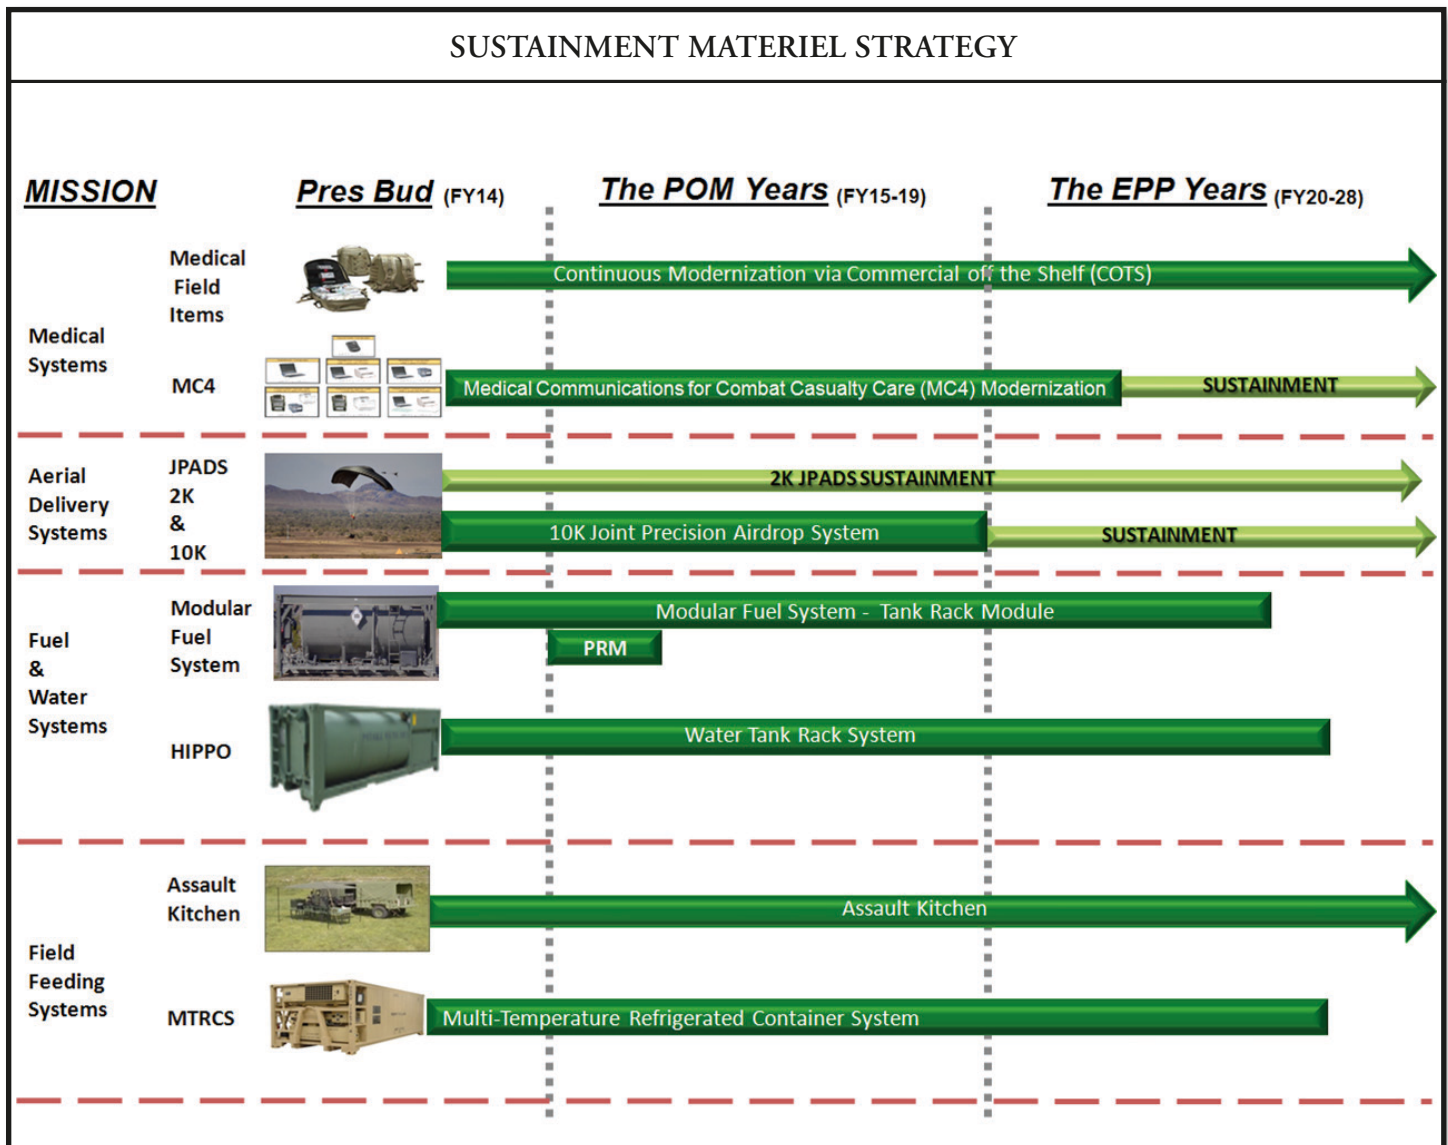 SUSTAINMENT MATERIEL STRATEGY
MISSION
Pres Bud (FY14)
The POM Years (FY15-19)
The EPP Years (FY20-28)
Medical
Systems
Medical
Field
Items
Continuous Modernization via Commercial off the Shelf (COTS)
MC4
Medical Communications for Combat Casualty Care (MC4) Modernization
SUSTAINMENT
Aerial
Delivery
Systems
JPADS
2K
&
10K
2K JPADS SUSTAINMENT
10K Joint Precision Airdrop System
SUSTAINMENT
Fuel
&
Water
Systems
Modular
Fuel
System
Modular Fuel System - Tank Rack Module
PRM
HIPPO
Water Tank Rack System
Field
Feeding
Systems
Assault
Kitchen
Assault Kitchen
MTRCS
Multi-Temperature Refrigerated Container System